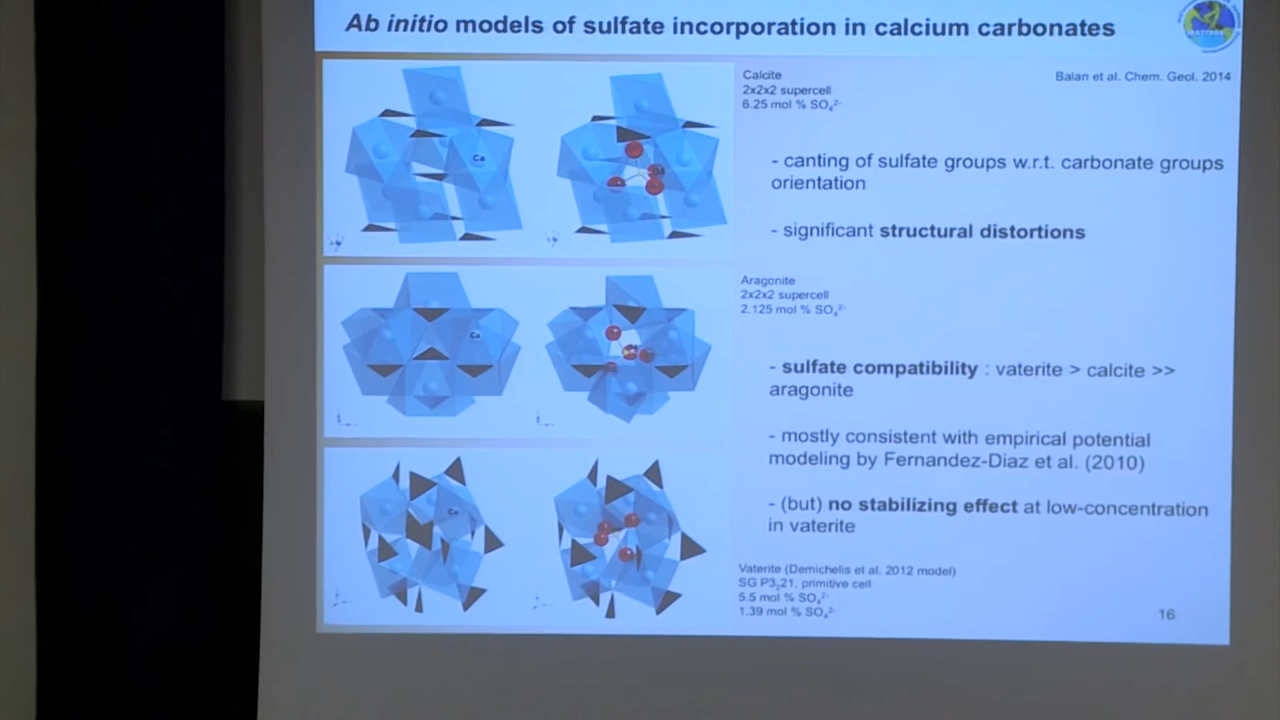 Ab initio models of sulfate incorporation in calcium carbonates
Calcite
2x2x2 supercell
6.25 mol % SO₄²⁻
Balan et al. Chem. Geol. 2014
Ca
- canting of sulfate groups w.r.t. carbonate groups
orientation
- significant structural distortions
Aragonite
2x2x2 supercell
2.125 mol % SO₄²⁻
Ca
- sulfate compatibility : vaterite > calcite >>
aragonite
- mostly consistent with empirical potential
modeling by Fernandez-Diaz et al. (2010)
Ca
- (but) no stabilizing effect at low-concentration
in vaterite
Vaterite (Demichelis et al. 2012 model)
SG P3₂21, primitive cell
5.5 mol % SO₄²⁻
1.39 mol % SO₄²⁻
16